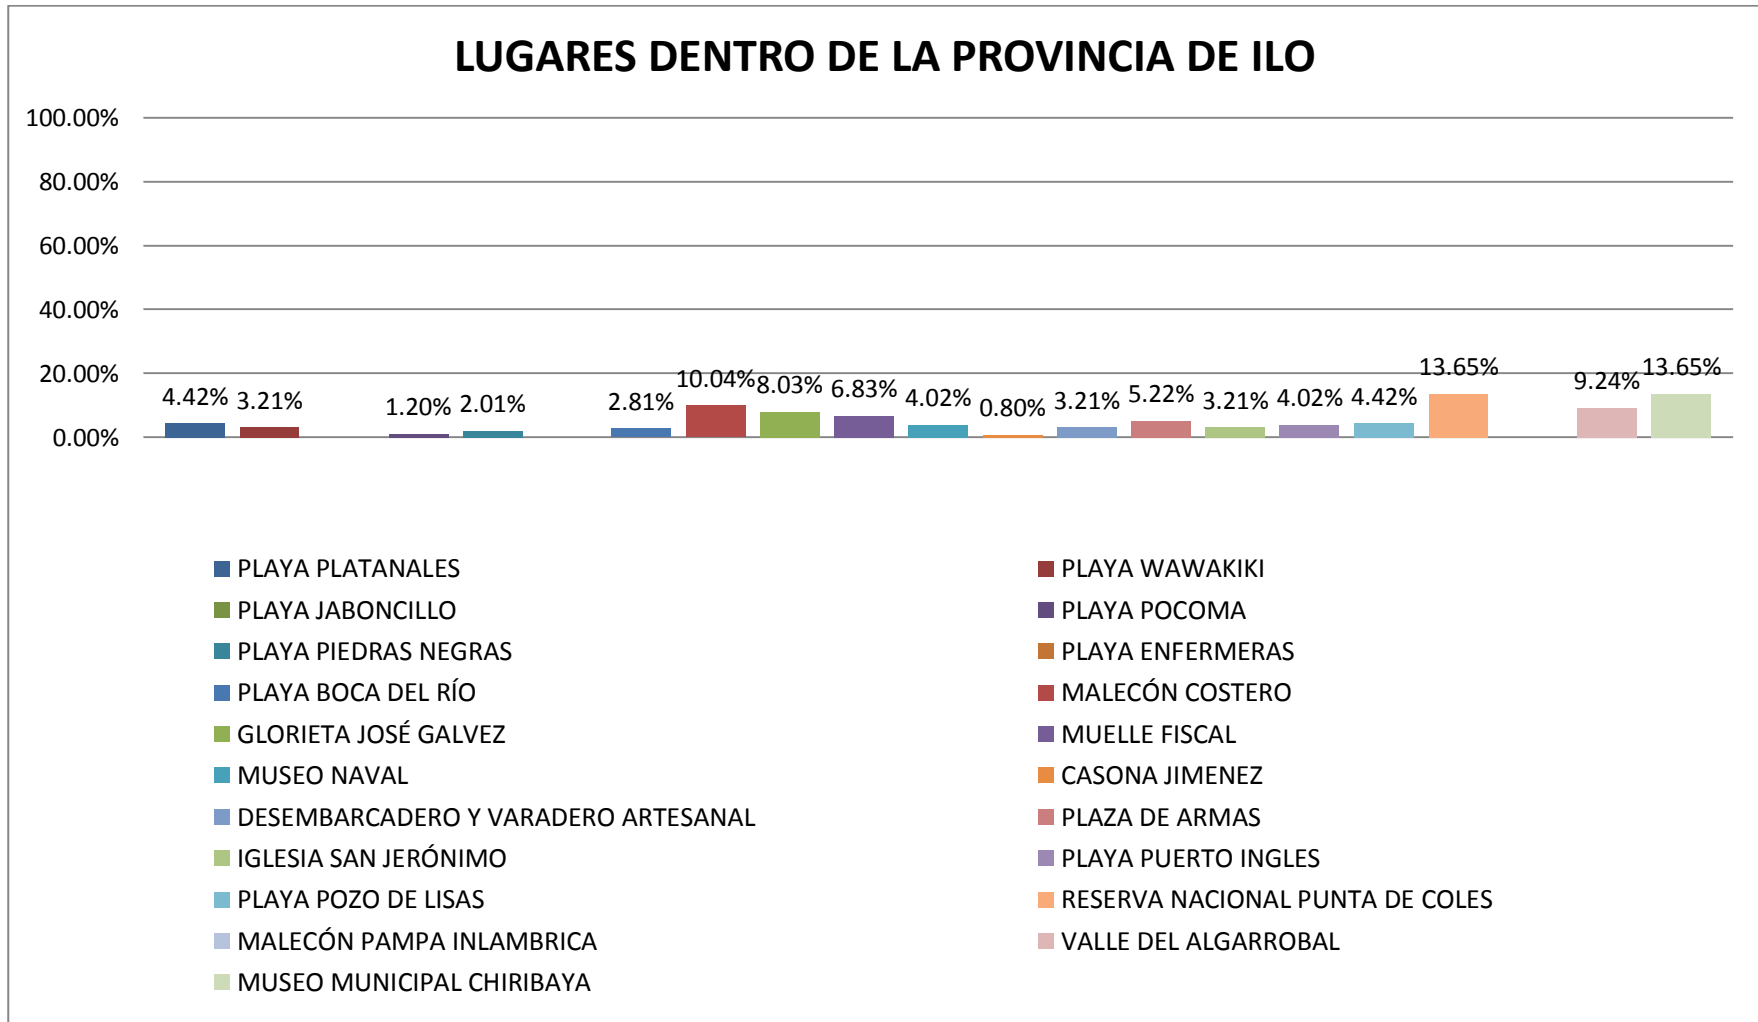 LUGARES DENTRO DE LA PROVINCIA DE ILO
100.00%
80.00%
60.00%
40.00%
20.00%
0.00%
4.42% 3.21% 1.20% 2.01% 2.81% 10.04% 8.03% 6.83% 4.02% 0.80% 3.21% 5.22% 3.21% 4.02% 4.42% 13.65% 9.24% 13.65%
PLAYA PLATANALES
PLAYA WAWAKIKI
PLAYA JABONCILLO
PLAYA POCOMA
PLAYA PIEDRAS NEGRAS
PLAYA ENFERMERAS
PLAYA BOCA DEL RÍO
MALECÓN COSTERO
GLORIETA JOSÉ GALVEZ
MUELLE FISCAL
MUSEO NAVAL
CASONA JIMENEZ
DESEMBARCADERO Y VARADERO ARTESANAL
PLAZA DE ARMAS
IGLESIA SAN JERÓNIMO
PLAYA PUERTO INGLES
PLAYA POZO DE LISAS
RESERVA NACIONAL PUNTA DE COLES
MALECÓN PAMPA INLAMBRICA
VALLE DEL ALGARROBAL
MUSEO MUNICIPAL CHIRIBAYA